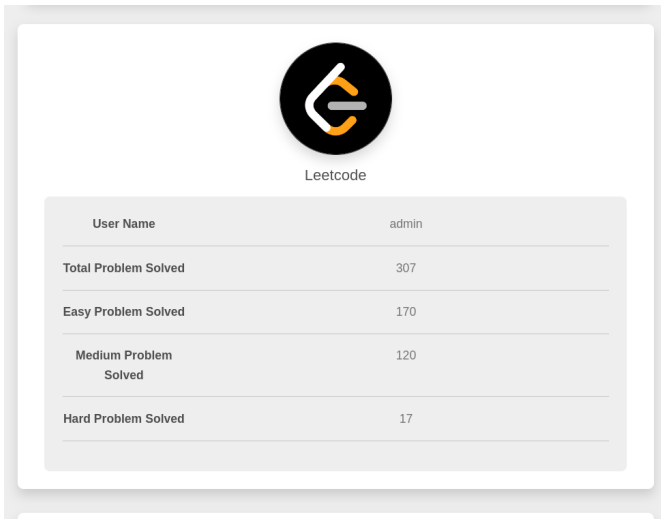 Leetcode
User Name admin
Total Problem Solved 307
Easy Problem Solved 170
Medium Problem 120
Solved
Hard Problem Solved 17